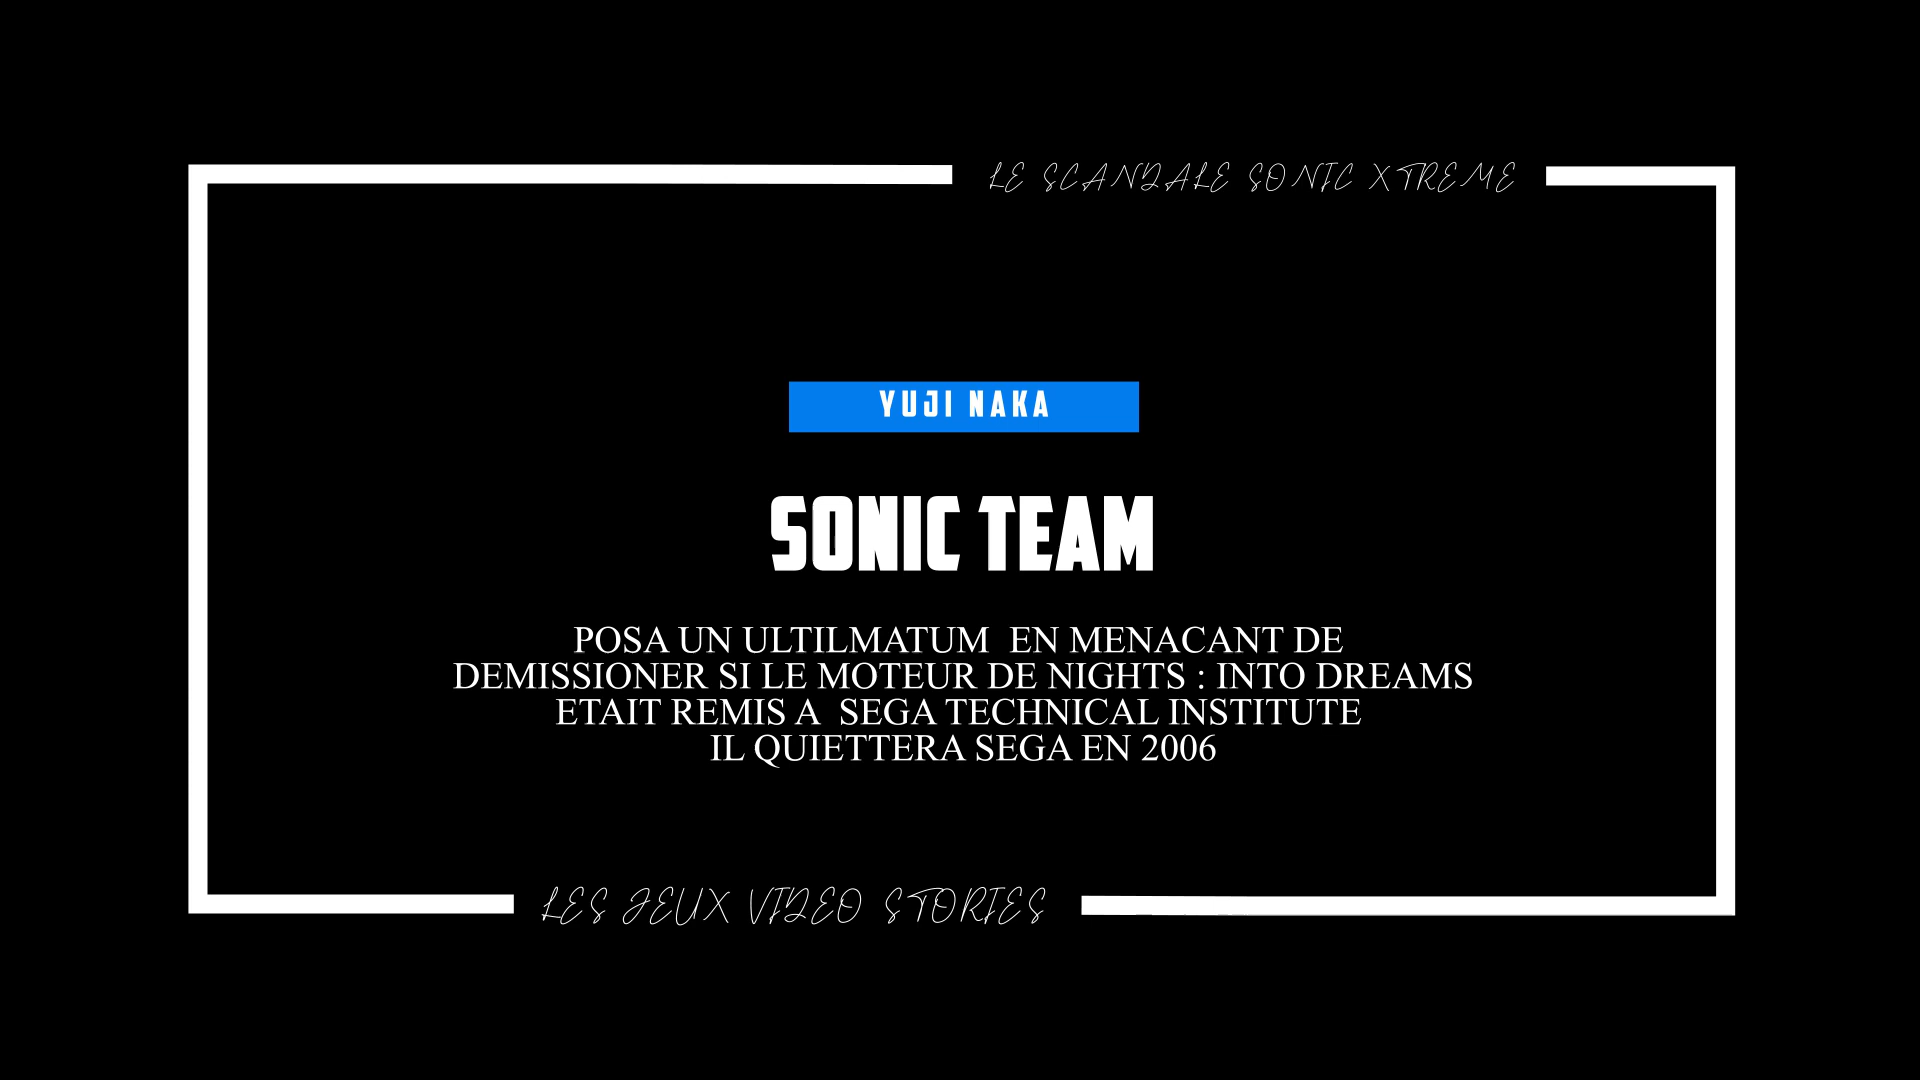 LE SCANDALE SONIC XTREME
YUJI NAKA
SONIC TEAM
POSA UN ULTILMATUM  EN MENACANT DE
DEMISSIONER SI LE MOTEUR DE NIGHTS : INTO DREAMS
ETAIT REMIS A  SEGA TECHNICAL INSTITUTE
IL QUIETTERA SEGA EN 2006
LES JEUX VIDEO STORIES